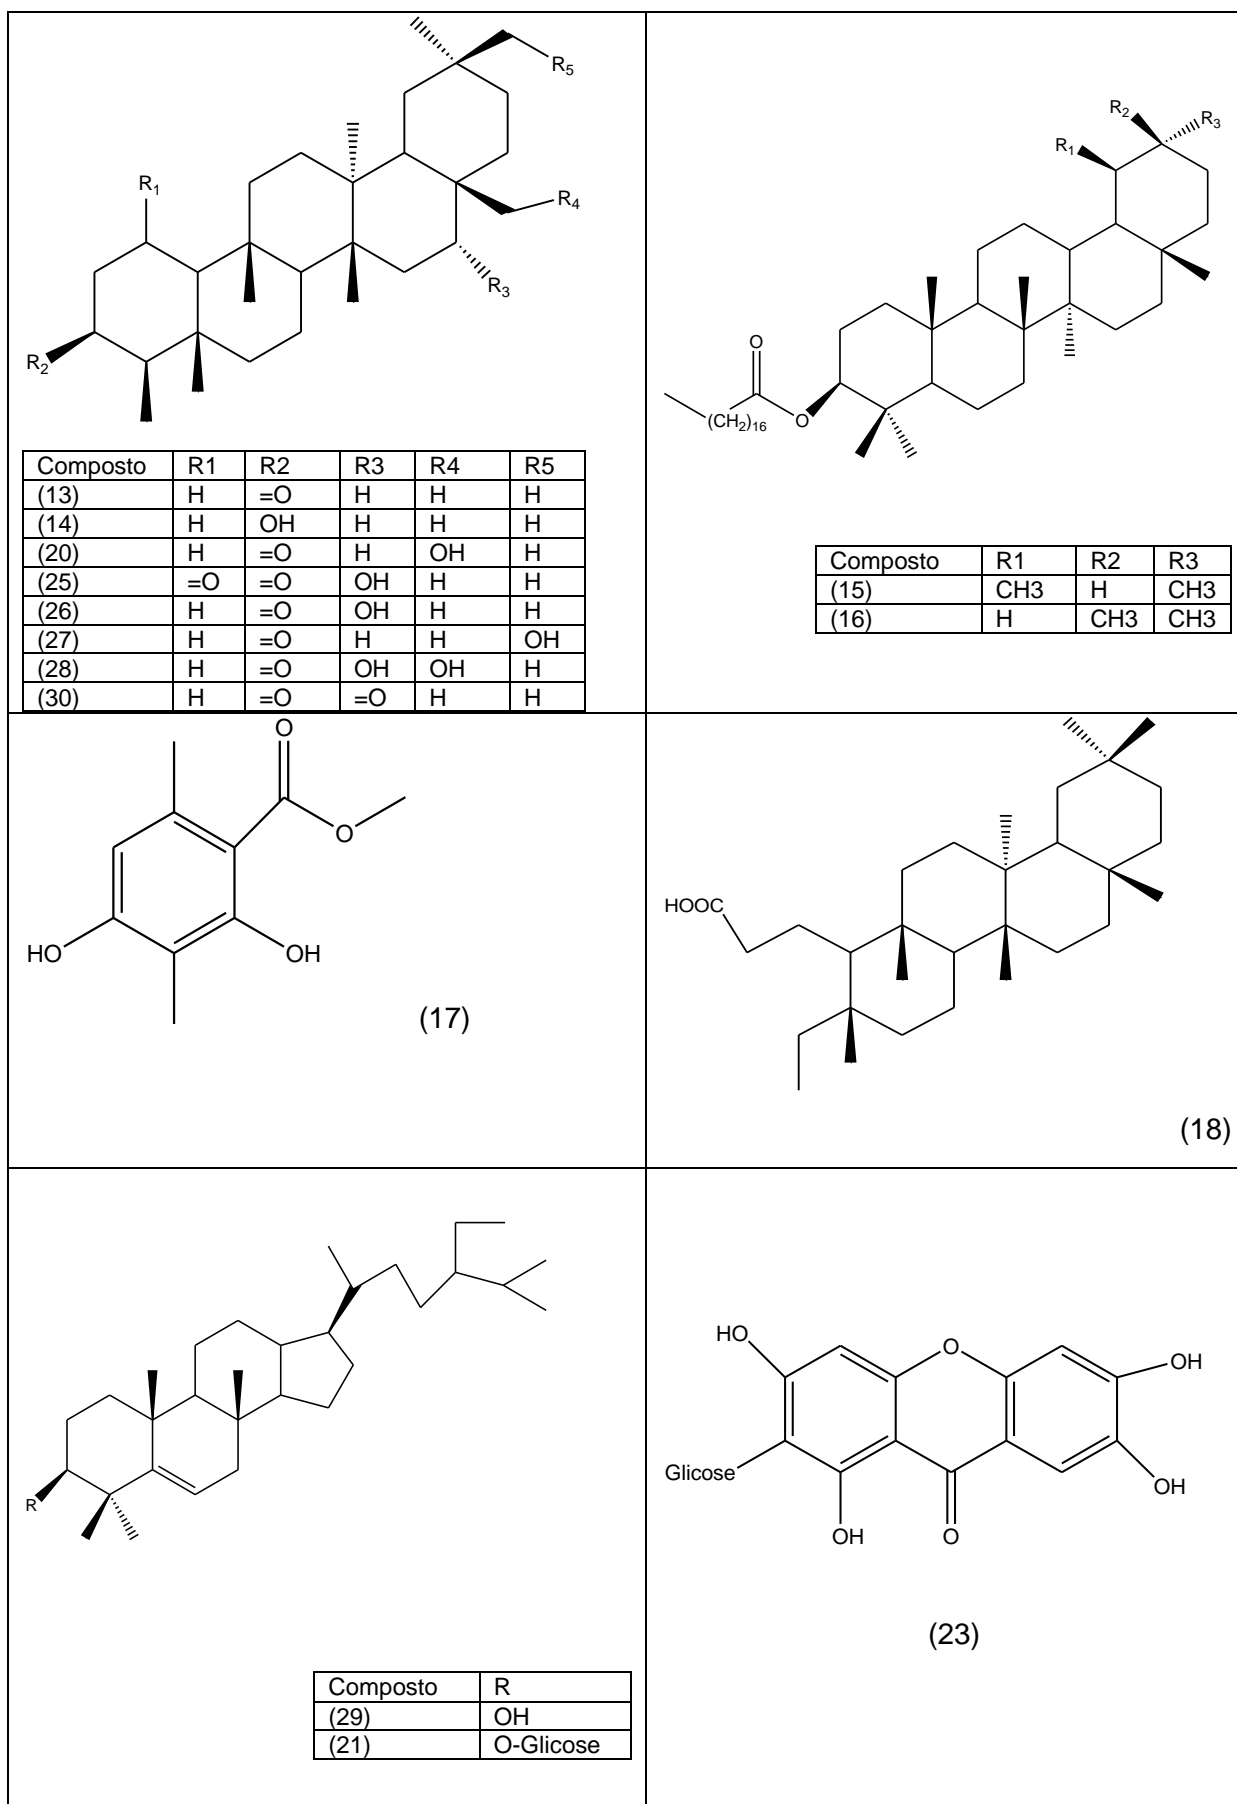 R5
R1
R4
R3
R2
Composto R1 R2 R3 R4 R5
(13) H =O H H H
(14) H OH H H H
(20) H =O H OH H
(25) =O =O OH H H
(26) H =O OH H H
(27) H =O H H OH
(28) H =O OH OH H
(30) H =O =O H H
R2
R3
R1
O
(CH2)16
O
Composto R1 R2 R3
(15) CH3 H CH3
(16) H CH3 CH3
O
O
HO
OH
(17)
HOOC
(18)
R
Composto R
(29) OH
(21) O-Glicose
HO
O
OH
Glicose
OH
OH
O
(23)